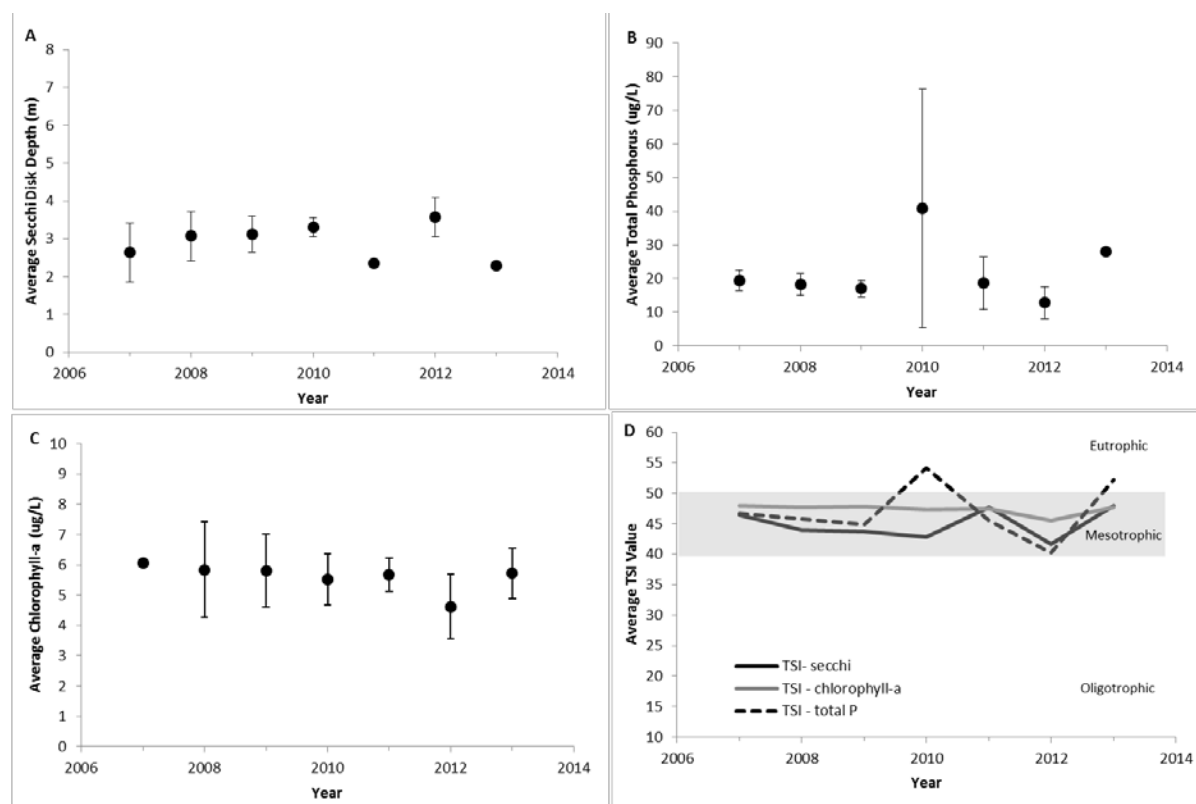 A
Average Secchi Disk Depth (m)
8
7
6
5
4
3
2
1
0
2006 2008 2010 2012 2014
Year
B
Average Total Phosphorus (ug/L)
90
80
70
60
50
40
30
20
10
0
2006 2008 2010 2012 2014
Year
C
Average Chlorophyll-a (ug/L)
10
9
8
7
6
5
4
3
2
1
0
2006 2008 2010 2012 2014
Year
D
Average TSI Value
60
55
50
45
40
35
30
25
20
15
10
Eutrophic
Mesotrophic
Oligotrophic
TSI- secchi
TSI - chlorophyll-a
TSI - total P
2006 2008 2010 2012 2014
Year